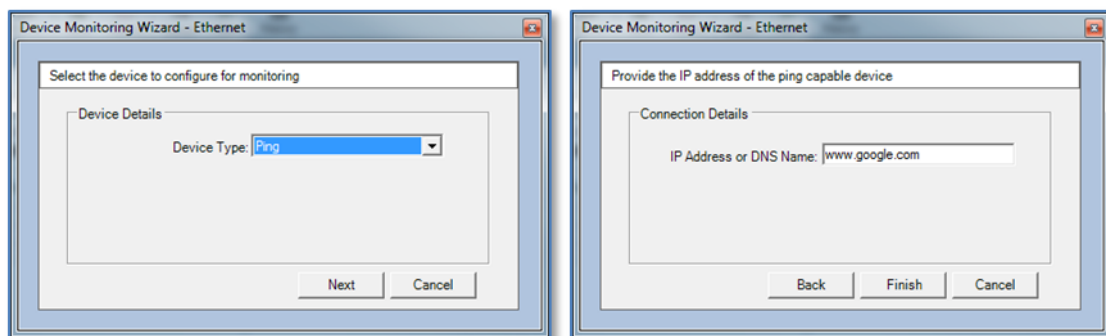 Device Monitoring Wizard - Ethernet
Select the device to configure for monitoring
Device Details
Device Type: Ping
Next Cancel
Device Monitoring Wizard - Ethernet
Provide the IP address of the ping capable device
Connection Details
IP Address or DNS Name: www.google.com
Back Finish Cancel